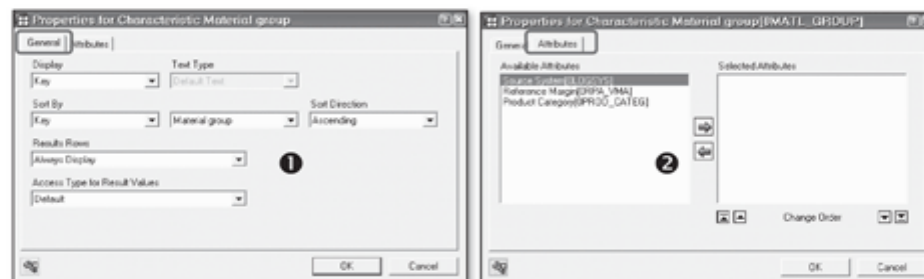 Properties for Characteristic Material group
General Attributes
Display Text Type
Key Default Text
Sort By Sort Direction
Key Material group Ascending
Results Rows
Always Display
Access Type for Result Values
Default
❶
OK Cancel
Properties for Characteristic Material group[0MATL_GROUP]
General Attributes
Available Attributes Selected Attributes
Source System[0LOGSYS]
Reference Margin[0RPA_VMA]
Product Category[0PROD_CATEG]
❷
Change Order
OK Cancel